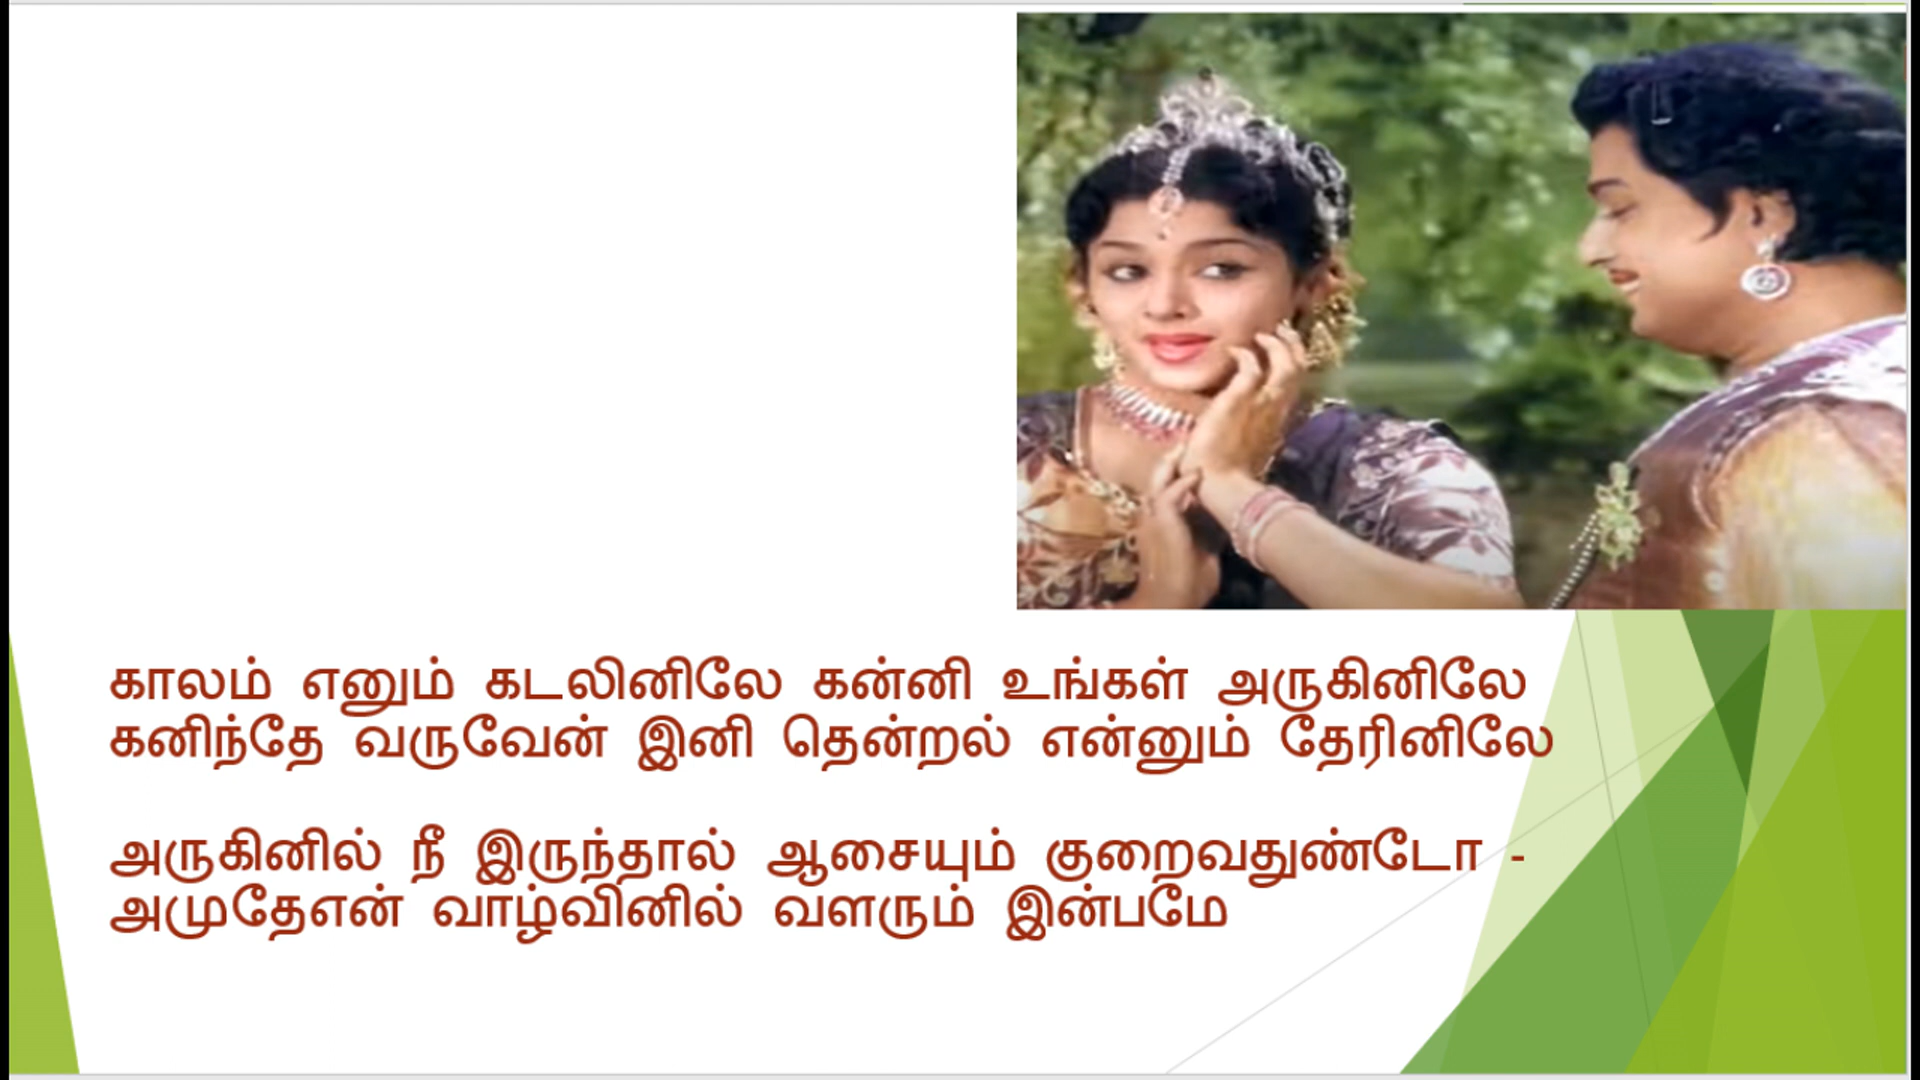 காலம் எனும் கடலினிலே கன்னி உங்கள் அருகினிலே
கனிந்தே வருவேன் இனி தென்றல் என்னும் தேரினிலே
அருகினில் நீ இருந்தால் ஆசையும் குறைவதுண்டோ -
அமுதேஎன் வாழ்வினில் வளரும் இன்பமே